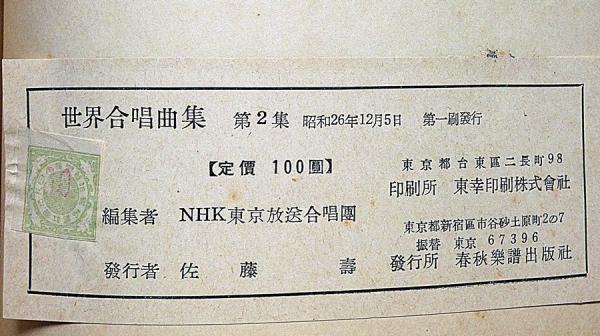 世界合唱曲集 第2集 昭和26年12月5日 第一刷發行
【定價 100圓】
東京都台東區二長町98
印刷所 東幸印刷株式會社
編集者 NHK東京放送合唱團
東京都新宿區市谷砂土原町2の7
振替 東京 67396
發行者 佐藤壽 發行所 春秋樂譜出版社